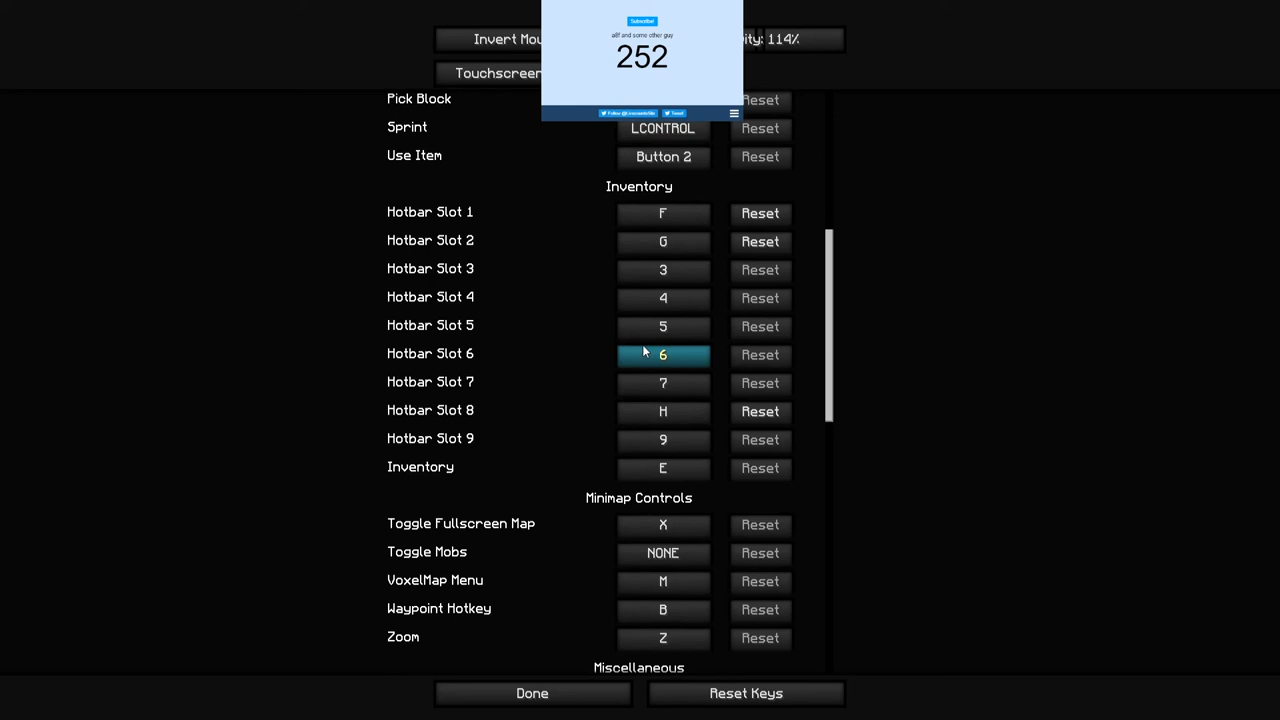 Subscribe!
a8f and some other guy
252
Invert Mou
ity: 114%
Touchscreen
Follow @LivecountsSite Tweet
Pick Block Reset
Sprint LCONTROL Reset
Use Item Button 2 Reset
Inventory
Hotbar Slot 1 F Reset
Hotbar Slot 2 G Reset
Hotbar Slot 3 3 Reset
Hotbar Slot 4 4 Reset
Hotbar Slot 5 5 Reset
Hotbar Slot 6 6 Reset
Hotbar Slot 7 7 Reset
Hotbar Slot 8 H Reset
Hotbar Slot 9 9 Reset
Inventory E Reset
Minimap Controls
Toggle Fullscreen Map X Reset
Toggle Mobs NONE Reset
VoxelMap Menu M Reset
Waypoint Hotkey B Reset
Zoom Z Reset
Miscellaneous
Done Reset Keys